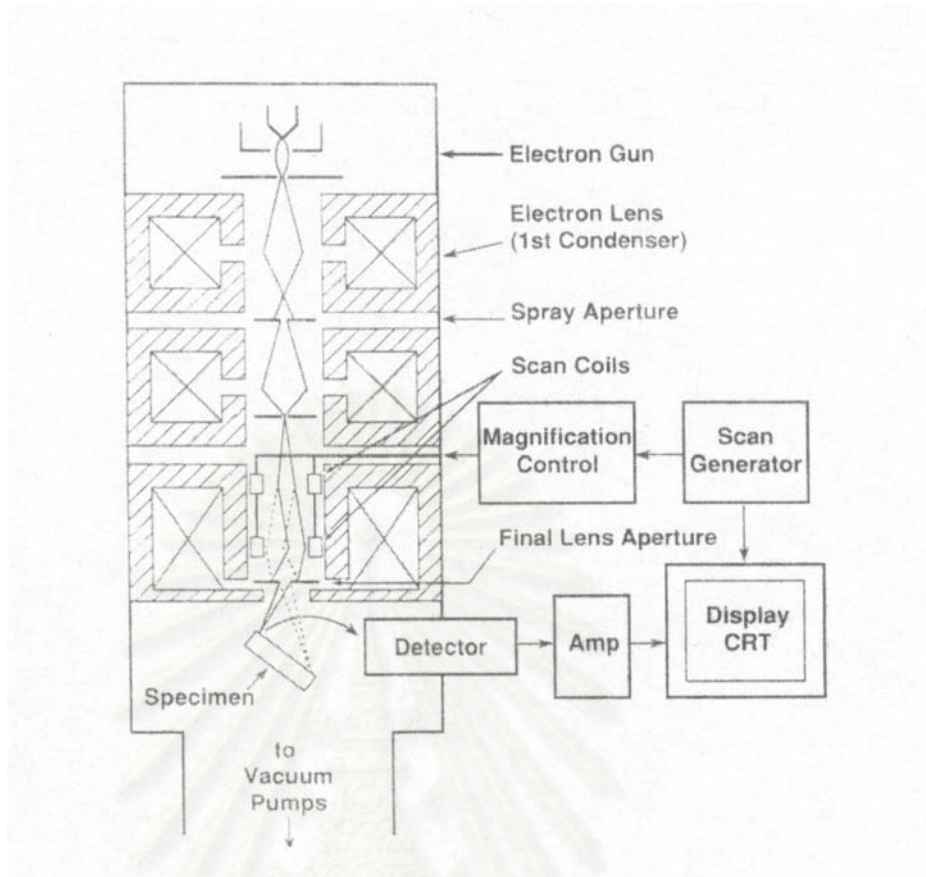 Electron Gun
Electron Lens
(1st Condenser)
Spray Aperture
Scan Coils
Magnification
Control
Scan
Generator
Final Lens Aperture
Display
CRT
Detector
Amp
Specimen
to
Vacuum
Pumps